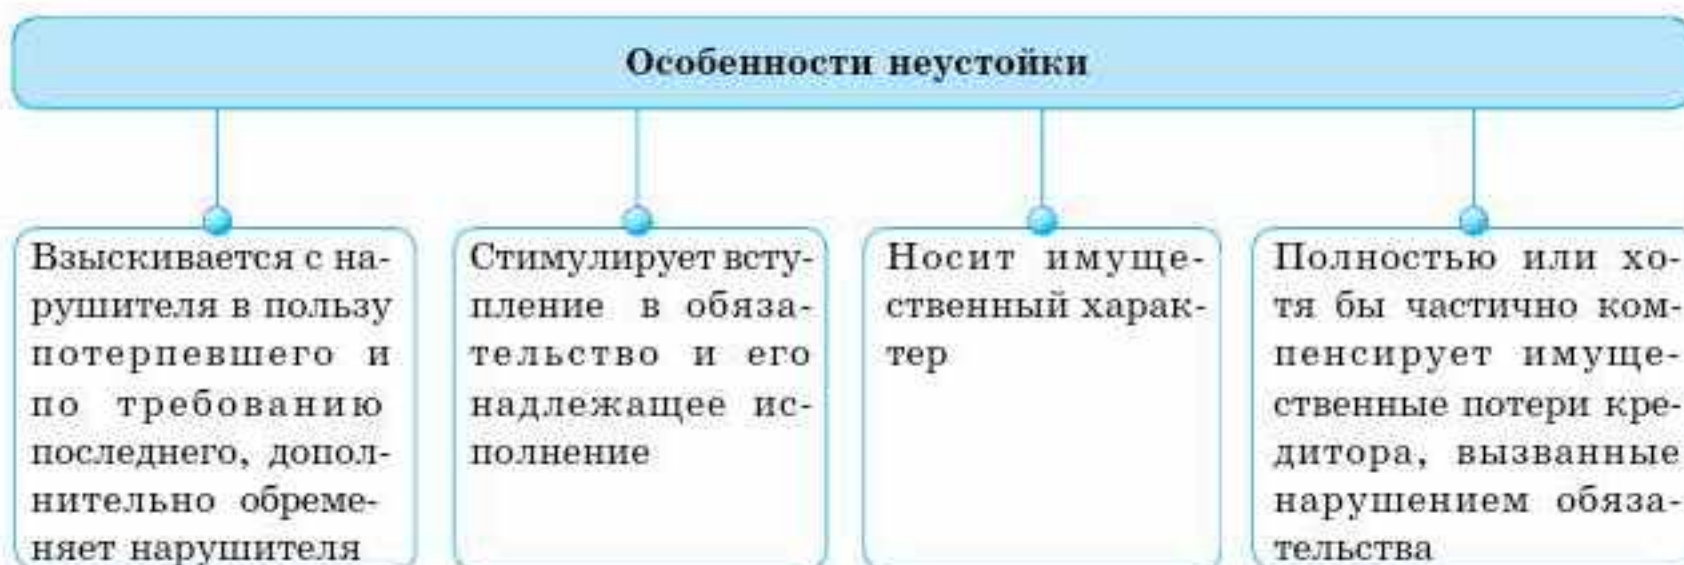 Особенности неустойки
Взыскивается с на-
рушителя в пользу
потерпевшего и
по требованию
последнего, допол-
нительно обреме-
няет нарушителя
Стимулирует всту-
пление в обяза-
тельство и его
надлежащее ис-
полнение
Носит имуще-
ственный харак-
тер
Полностью или хо-
тя бы частично ком-
пенсирует имуще-
ственные потери кре-
дитора, вызванные
нарушением обяза-
тельства